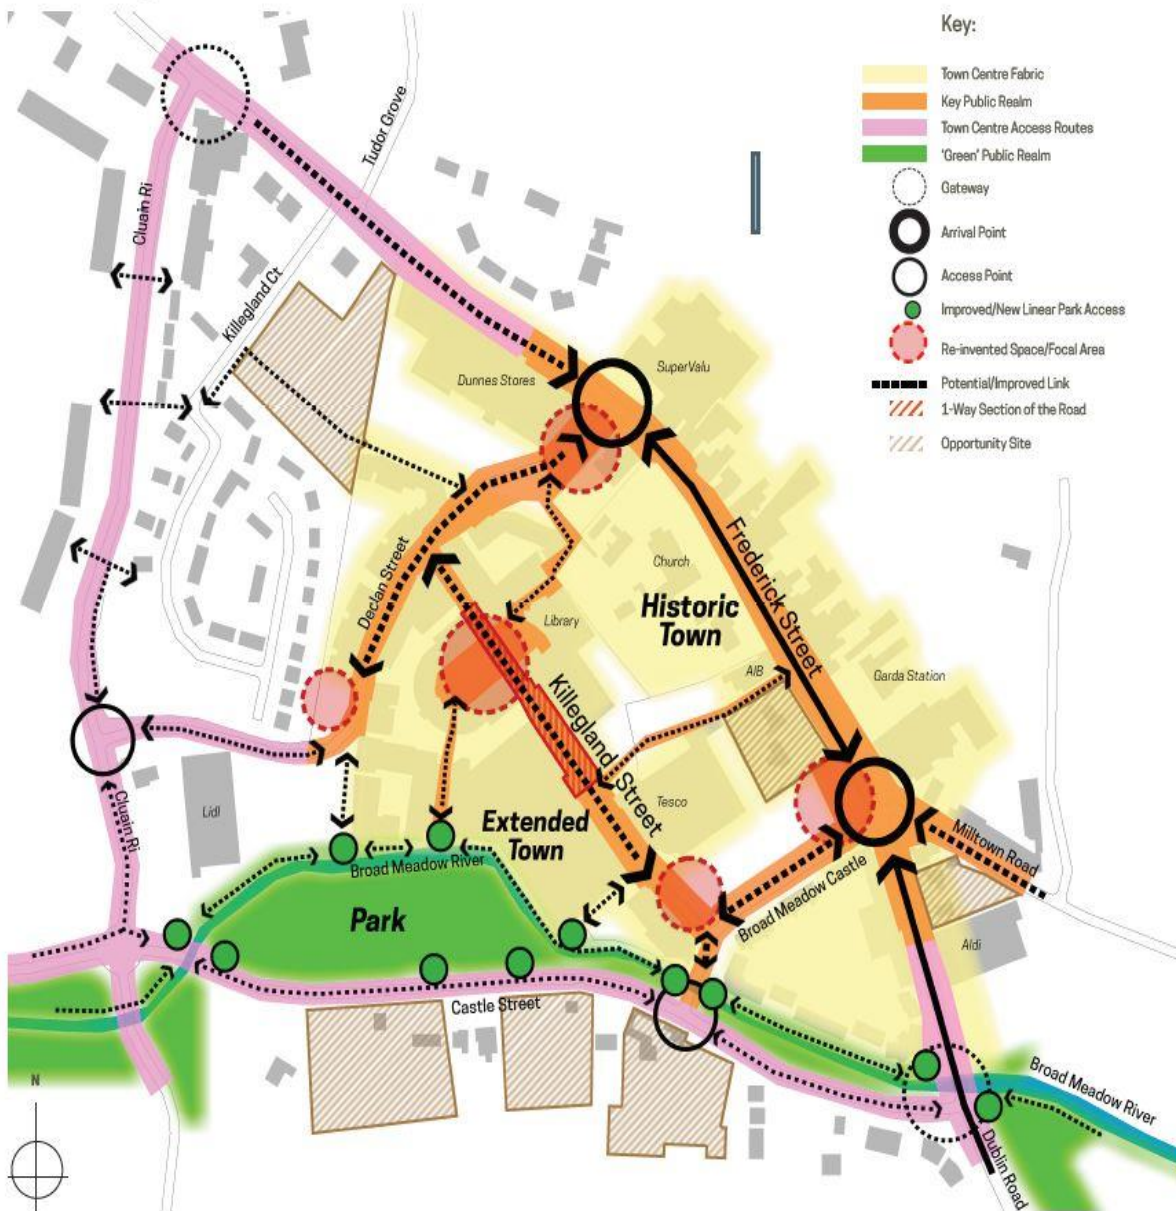 Key:
Town Centre Fabric
Key Public Realm
Town Centre Access Routes
'Green' Public Realm
Gateway
Arrival Point
Access Point
Improved/New Linear Park Access
Re-invented Space/Focal Area
Potential/Improved Link
1-Way Section of the Road
Opportunity Site
Tudor Grove
Cluain Ri
Killegland Ct
Dunnes Stores
SuperValu
Declan Street
Church
Frederick Street
Historic
Town
Library
AIB
Garda Station
Killegland Street
Cluain Ri
Lidl
Extended
Town
Tesco
Milltown Road
Broad Meadow River
Broad Meadow Castle
Park
Aldi
Castle Street
N
Broad Meadow River
Dublin Road